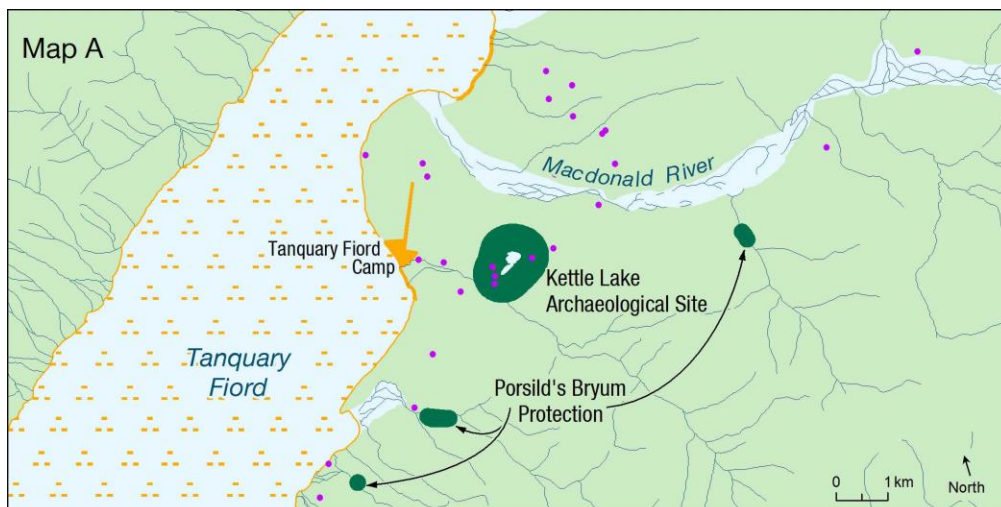 Map A
Macdonald River
Tanquary Fiord
Camp
Kettle Lake
Archaeological Site
Tanquary
Fiord
Porsild's Bryum
Protection
0 1 km
North